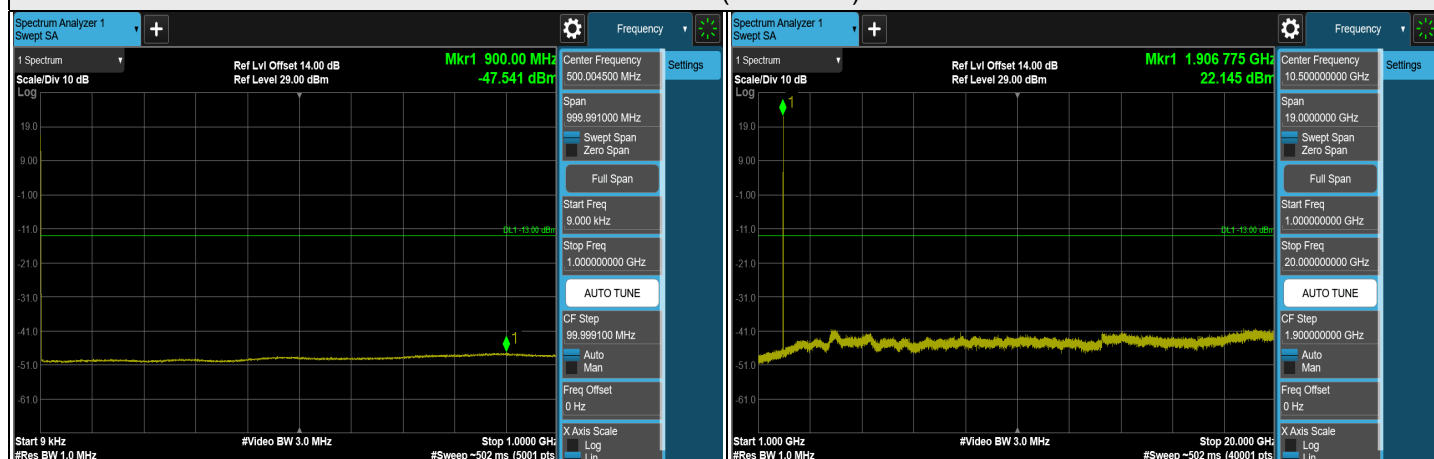 Spectrum Analyzer 1
Swept SA
+
Frequency
1 Spectrum
Scale/Div 10 dB
Log
Ref Lvl Offset 14.00 dB
Ref Level 29.00 dBm
Mkr1 900.00 MHz
-47.541 dBm
19.0
9.00
-1.00
-11.0
-21.0
-31.0
-41.0
-51.0
-61.0
DL1 -13.00 dBm
1
Start 9 kHz
#Res BW 1.0 MHz
#Video BW 3.0 MHz
Stop 1.0000 GHz
#Sweep ~502 ms (5001 pts)
Center Frequency
500.004500 MHz
Settings
Span
999.991000 MHz
Swept Span
Zero Span
Full Span
Start Freq
9.000 kHz
Stop Freq
1.000000000 GHz
AUTO TUNE
CF Step
99.999100 MHz
Auto
Man
Freq Offset
0 Hz
X Axis Scale
Log
Lin
Spectrum Analyzer 1
Swept SA
+
Frequency
1 Spectrum
Scale/Div 10 dB
Log
Ref Lvl Offset 14.00 dB
Ref Level 29.00 dBm
Mkr1 1.906 775 GHz
22.145 dBm
1
19.0
9.00
-1.00
-11.0
-21.0
-31.0
-41.0
-51.0
-61.0
DL1 -13.00 dBm
Start 1.000 GHz
#Res BW 1.0 MHz
#Video BW 3.0 MHz
Stop 20.000 GHz
#Sweep ~502 ms (40001 pts)
Center Frequency
10.500000000 GHz
Settings
Span
19.0000000 GHz
Swept Span
Zero Span
Full Span
Start Freq
1.000000000 GHz
Stop Freq
20.000000000 GHz
AUTO TUNE
CF Step
1.900000000 GHz
Auto
Man
Freq Offset
0 Hz
X Axis Scale
Log
Lin